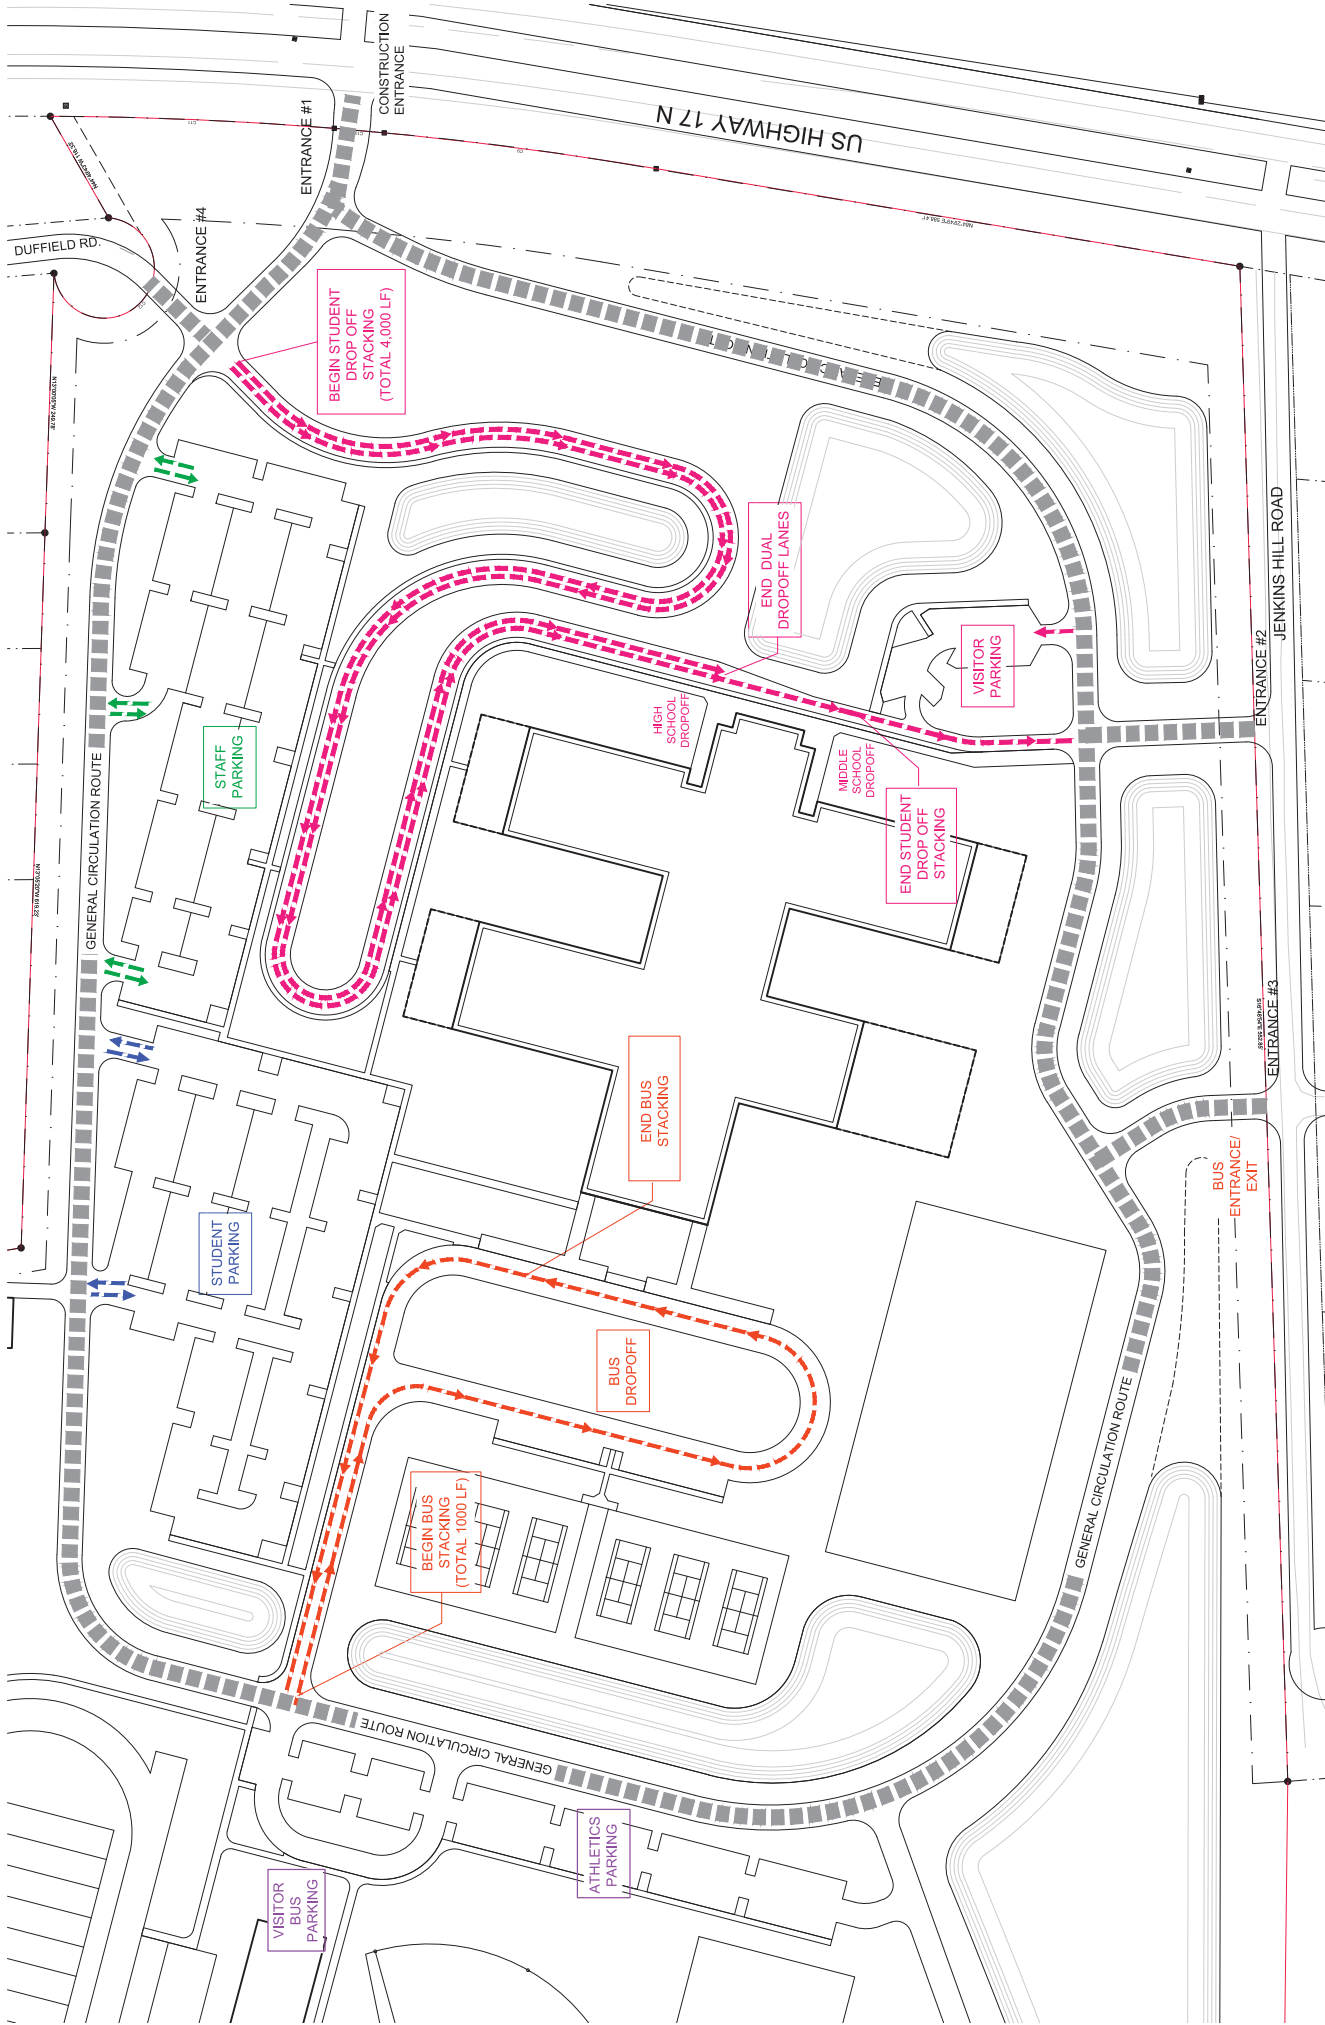 CONSTRUCTION
ENTRANCE
ENTRANCE #1
US HIGHWAY 17 N
ENTRANCE #4
DUFFIELD RD.
BEGIN STUDENT
DROP OFF
STACKING
(TOTAL 4,000 LF)
END DUAL
DROPOFF LANES
JENKINS HILL ROAD
VISITOR
PARKING
ENTRANCE #2
HIGH
SCHOOL
DROPOFF
MIDDLE
SCHOOL
DROPOFF
END STUDENT
DROP OFF
STACKING
STAFF
PARKING
GENERAL CIRCULATION ROUTE
ENTRANCE #3
END BUS
STACKING
BUS
ENTRANCE/
EXIT
STUDENT
PARKING
BUS
DROPOFF
BEGIN BUS
STACKING
(TOTAL 1000 LF)
GENERAL CIRCULATION ROUTE
GENERAL CIRCULATION ROUTE
ATHLETICS
PARKING
VISITOR
BUS
PARKING